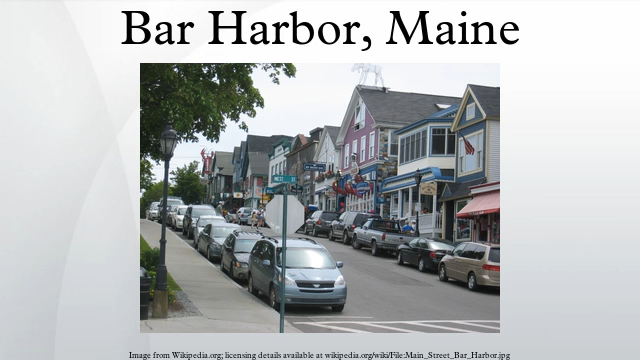 Bar Harbor, Maine
Image from Wikipedia.org; licensing details available at wikipedia.org/wiki/File:Main_Street_Bar_Harbor.jpg